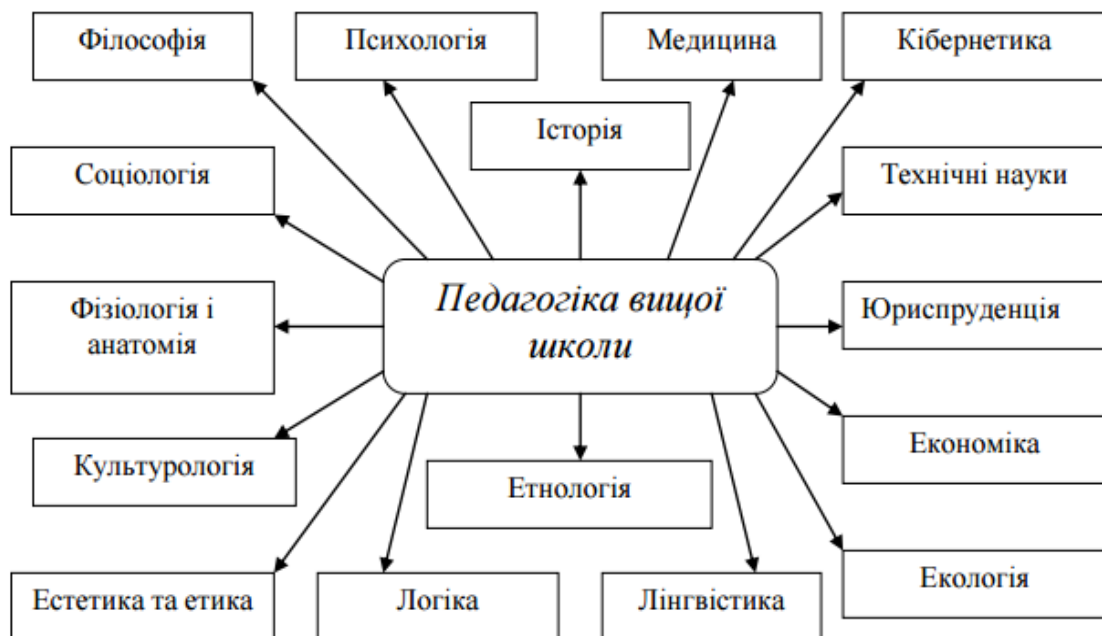 Філософія
Психологія
Медицина
Кібернетика
Історія
Соціологія
Технічні науки
Педагогіка вищої
школи
Фізіологія і
анатомія
Юриспруденція
Культурологія
Економіка
Етнологія
Естетика та етика
Логіка
Лінгвістика
Екологія